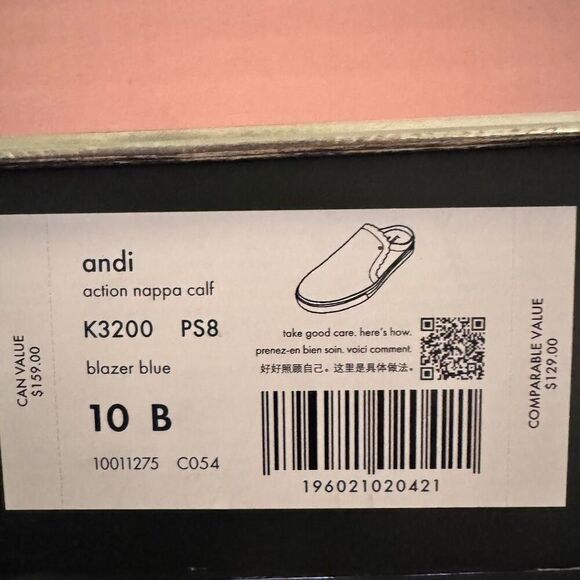 CAN VALUE
$159.00
andi
action nappa calf
K3200 PS8
blazer blue
10 B
10011275 C054
take good care. here's how.
prenez-en bien soin. voici comment.
好好照顾自己。这里是具体做法。
196021020421
COMPARABLE VALUE
$129.00